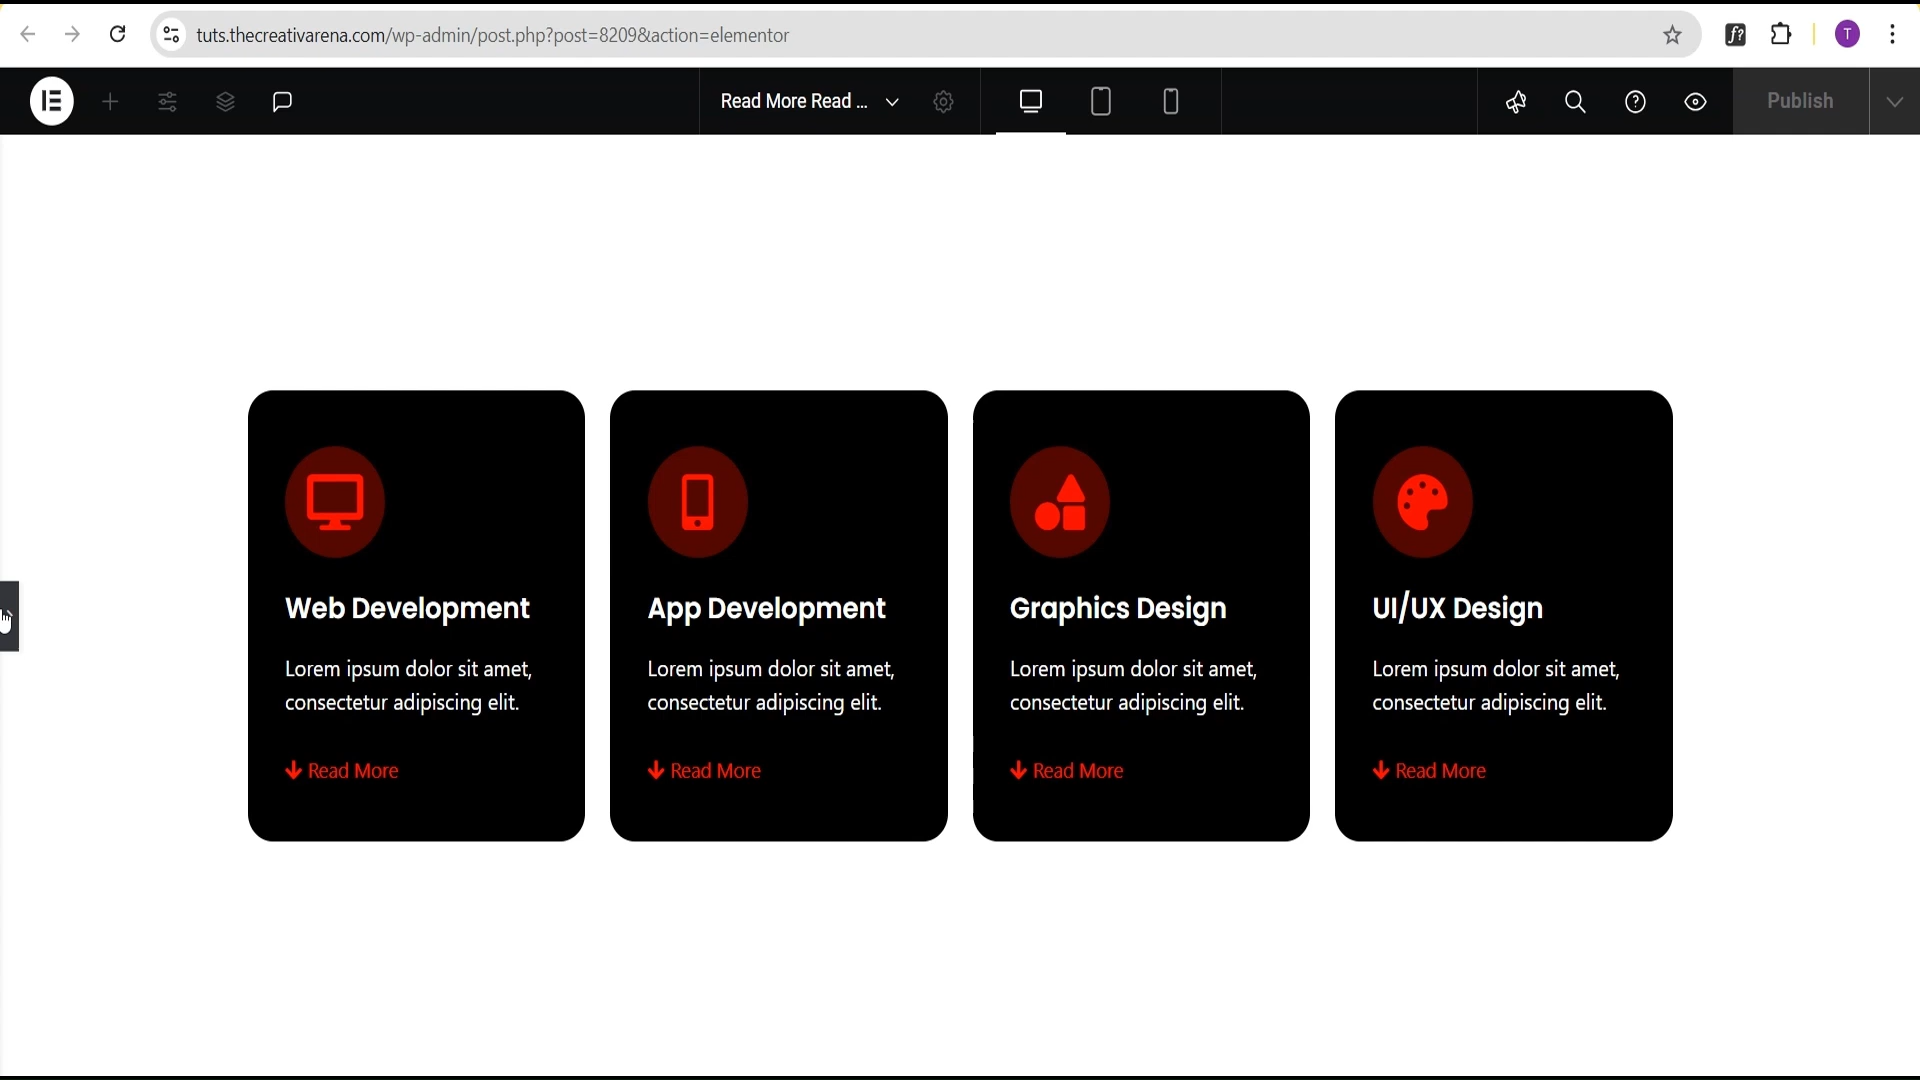 tuts.thecreativarena.com/wp-admin/post.php?post=8209&action=elementor
f?
T
Read More Read ...
Publish
Web Development
Lorem ipsum dolor sit amet,
consectetur adipiscing elit.
Read More
App Development
Lorem ipsum dolor sit amet,
consectetur adipiscing elit.
Read More
Graphics Design
Lorem ipsum dolor sit amet,
consectetur adipiscing elit.
Read More
UI/UX Design
Lorem ipsum dolor sit amet,
consectetur adipiscing elit.
Read More